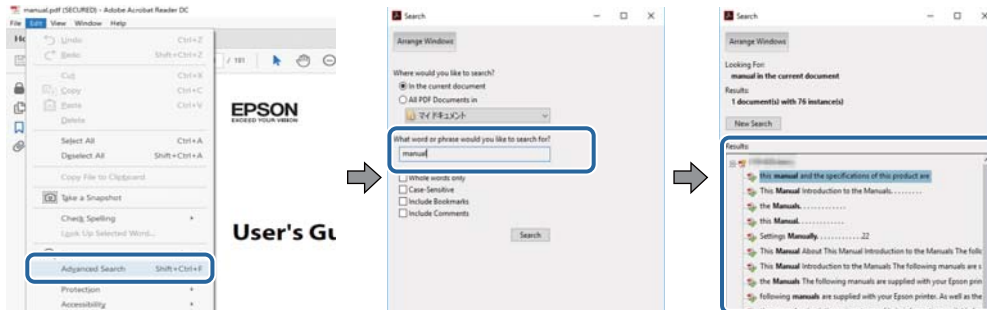 manual.pdf (SECURED) - Adobe Acrobat Reader DC
File Edit View Window Help
Undo Ctrl+Z
Redo Shift+Ctrl+Z
Cut Ctrl+X
Copy Ctrl+C
Paste Ctrl+V
Delete
Select All Ctrl+A
Deselect All Shift+Ctrl+A
Copy File to Clipboard
Take a Snapshot
Check Spelling
Look Up Selected Word...
Advanced Search Shift+Ctrl+F
Protection
Accessibility
/ 181
EPSON
EXCEED YOUR VISION
User's Gu
Search
Arrange Windows
Where would you like to search?
In the current document
All PDF Documents in
マイ ドキュメント
What word or phrase would you like to search for?
manual
Whole words only
Case-Sensitive
Include Bookmarks
Include Comments
Search
Search
Arrange Windows
Looking For:
manual in the current document
Results:
1 document(s) with 76 instance(s)
New Search
Results:
this manual and the specifications of this product are
This Manual Introduction to the Manuals. . . . . . . . .
the Manuals. . . . . . . . . . . . .
this Manual. . . . . . . . . . . . .
Settings Manually. . . . . . . . . . . . 22
This Manual About This Manual Introduction to the Manuals The follo
This Manual Introduction to the Manuals The following manuals are s
the Manuals The following manuals are supplied with your Epson prin
following manuals are supplied with your Epson printer. As well as the